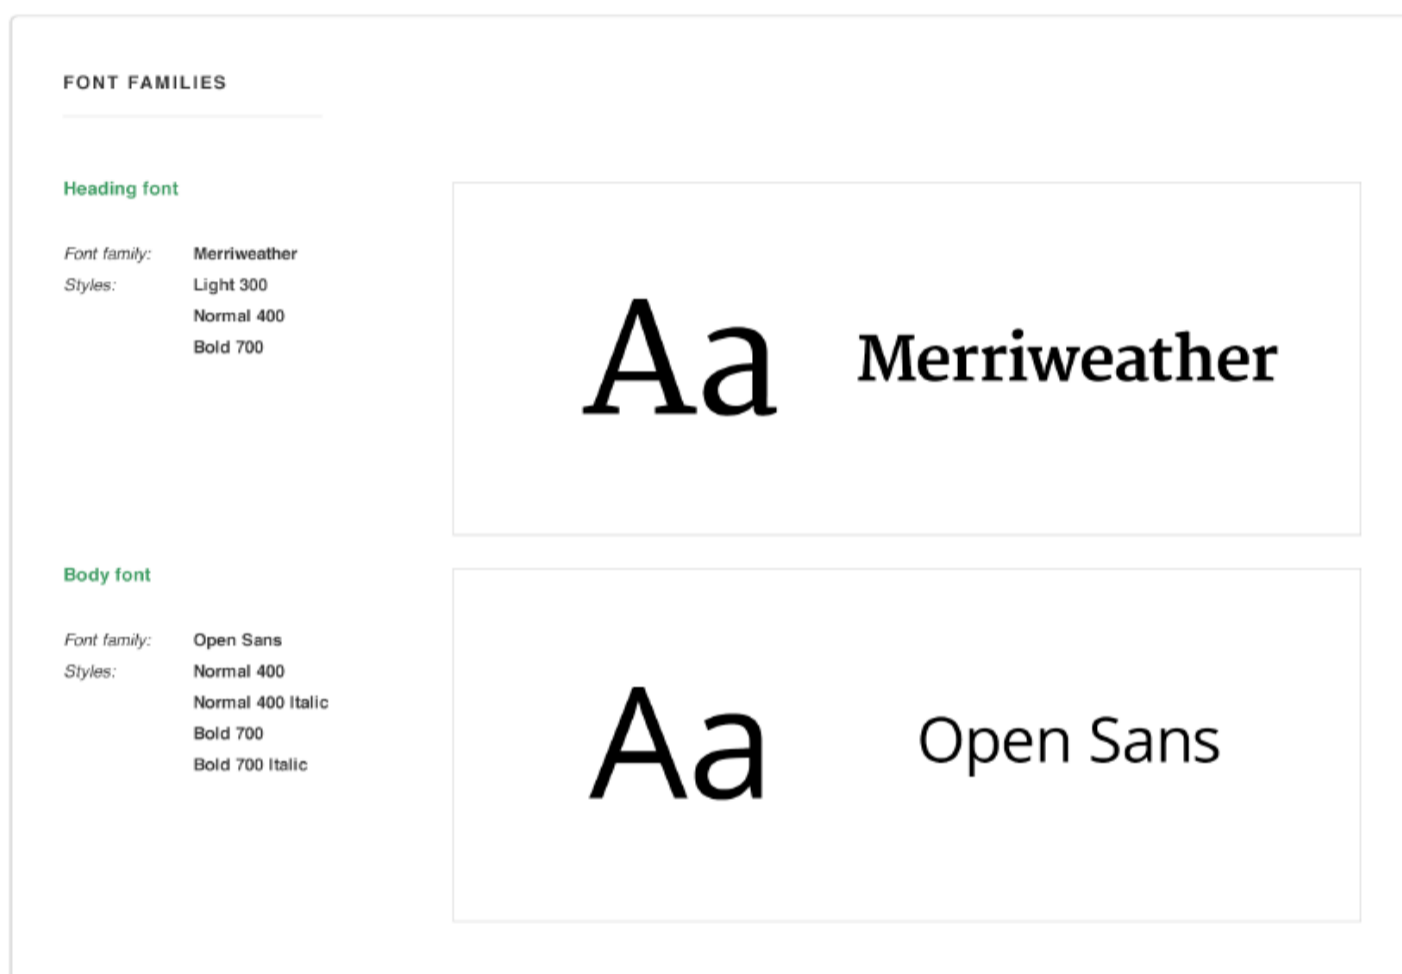 FONT FAMILIES
Heading font
Font family: Merriweather
Styles: Light 300
Normal 400
Bold 700
Aa Merriweather
Body font
Font family: Open Sans
Styles: Normal 400
Normal 400 Italic
Bold 700
Bold 700 Italic
Aa Open Sans